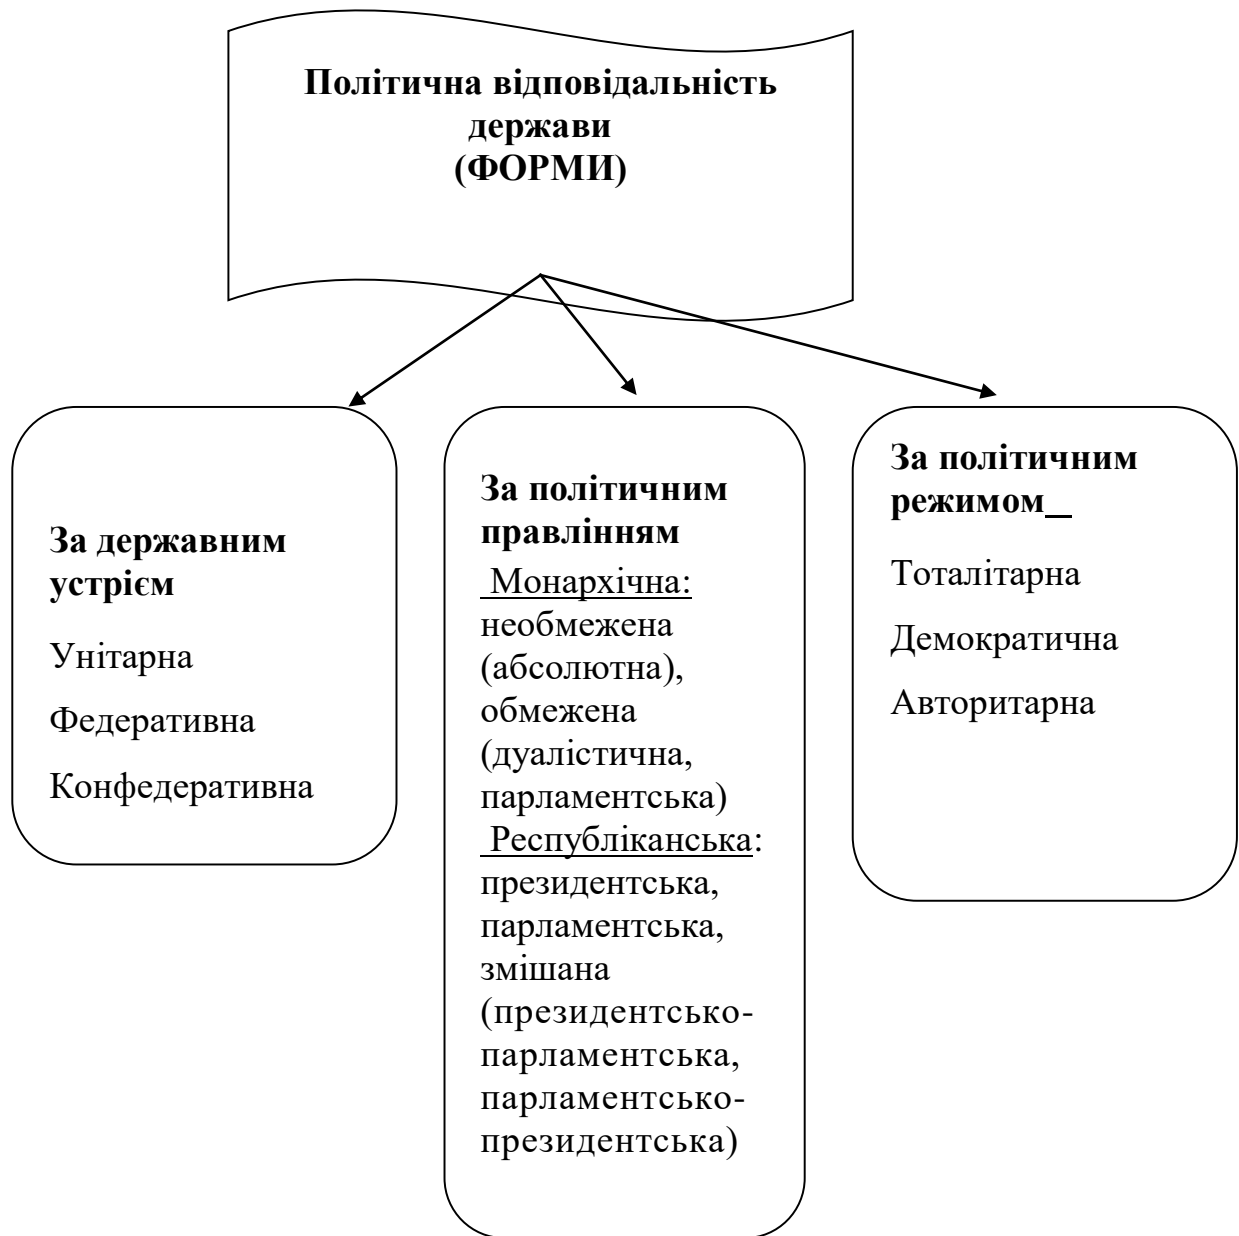 Політична відповідальність
держави
(ФОРМИ)
За державним
устрієм
Унітарна
Федеративна
Конфедеративна
За політичним
правлінням
Монархічна:
необмежена
(абсолютна),
обмежена
(дуалістична,
парламентська)
Республіканська:
президентська,
парламентська,
змішана
(президентсько-
парламентська,
парламентсько-
президентська)
За політичним
режимом_
Тоталітарна
Демократична
Авторитарна